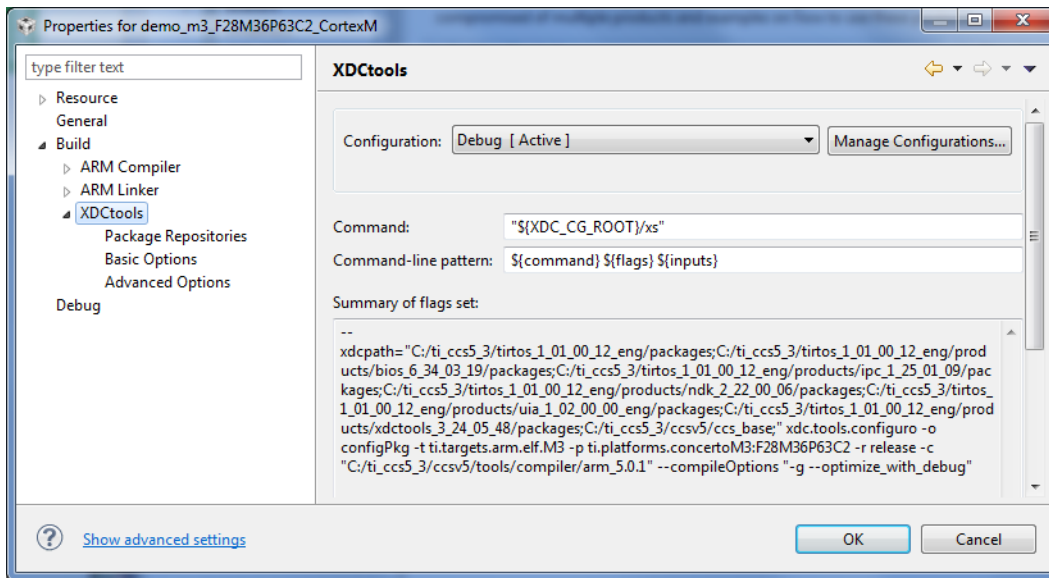 Properties for demo_m3_F28M36P63C2_CortexM
type filter text
Resource
General
Build
ARM Compiler
ARM Linker
XDCtools
Package Repositories
Basic Options
Advanced Options
Debug
XDCtools
Configuration: Debug [ Active ] Manage Configurations...
Command: "${XDC_CG_ROOT}/xs"
Command-line pattern: ${command} ${flags} ${inputs}
Summary of flags set:
--
xdcpath="C:/ti_ccs5_3/tirtos_1_01_00_12_eng/packages;C:/ti_ccs5_3/tirtos_1_01_00_12_eng/prod
ucts/bios_6_34_03_19/packages;C:/ti_ccs5_3/tirtos_1_01_00_12_eng/products/ipc_1_25_01_09/pac
kages;C:/ti_ccs5_3/tirtos_1_01_00_12_eng/products/ndk_2_22_00_06/packages;C:/ti_ccs5_3/tirtos_
1_01_00_12_eng/products/uia_1_02_00_00_eng/packages;C:/ti_ccs5_3/tirtos_1_01_00_12_eng/prod
ucts/xdctools_3_24_05_48/packages;C:/ti_ccs5_3/ccsv5/ccs_base;" xdc.tools.configuro -o
configPkg -t ti.targets.arm.elf.M3 -p ti.platforms.concertoM3:F28M36P63C2 -r release -c
"C:/ti_ccs5_3/ccsv5/tools/compiler/arm_5.0.1" --compileOptions "-g --optimize_with_debug"
Show advanced settings
OK
Cancel